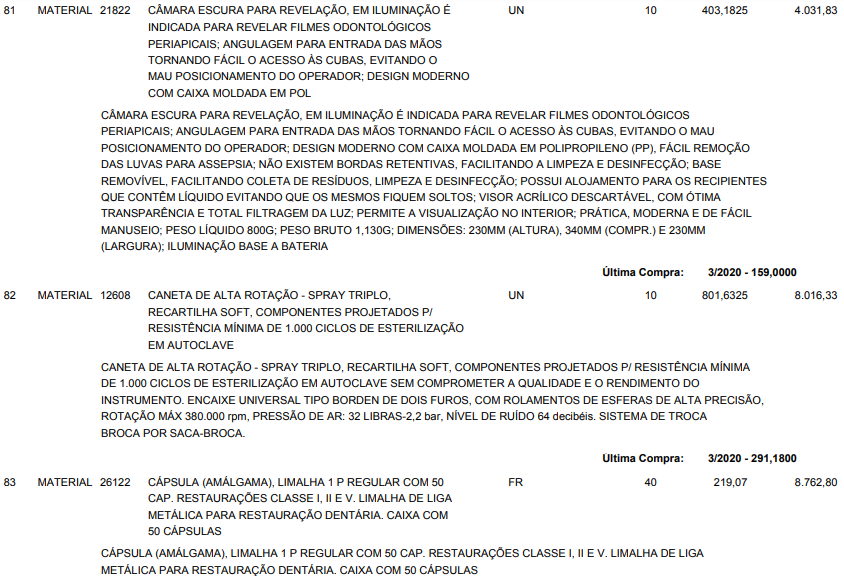 81 MATERIAL 21822 CÂMARA ESCURA PARA REVELAÇÃO, EM ILUMINAÇÃO É UN 10 403,1825 4.031,83
INDICADA PARA REVELAR FILMES ODONTOLÓGICOS
PERIAPICAIS; ANGULAGEM PARA ENTRADA DAS MÃOS
TORNANDO FÁCIL O ACESSO ÀS CUBAS, EVITANDO O
MAU POSICIONAMENTO DO OPERADOR; DESIGN MODERNO
COM CAIXA MOLDADA EM POL
CÂMARA ESCURA PARA REVELAÇÃO, EM ILUMINAÇÃO É INDICADA PARA REVELAR FILMES ODONTOLÓGICOS
PERIAPICAIS; ANGULAGEM PARA ENTRADA DAS MÃOS TORNANDO FÁCIL O ACESSO ÀS CUBAS, EVITANDO O MAU
POSICIONAMENTO DO OPERADOR; DESIGN MODERNO COM CAIXA MOLDADA EM POLIPROPILENO (PP), FÁCIL REMOÇÃO
DAS LUVAS PARA ASSEPSIA; NÃO EXISTEM BORDAS RETENTIVAS, FACILITANDO A LIMPEZA E DESINFECÇÃO; BASE
REMOVÍVEL, FACILITANDO COLETA DE RESÍDUOS, LIMPEZA E DESINFECÇÃO; POSSUI ALOJAMENTO PARA OS RECIPIENTES
QUE CONTÊM LÍQUIDO EVITANDO QUE OS MESMOS FIQUEM SOLTOS; VISOR ACRÍLICO DESCARTÁVEL, COM ÓTIMA
TRANSPARÊNCIA E TOTAL FILTRAGEM DA LUZ; PERMITE A VISUALIZAÇÃO NO INTERIOR; PRÁTICA, MODERNA E DE FÁCIL
MANUSEIO; PESO LÍQUIDO 800G; PESO BRUTO 1,130G; DIMENSÕES: 230MM (ALTURA), 340MM (COMPR.) E 230MM
(LARGURA); ILUMINAÇÃO BASE A BATERIA
Última Compra: 3/2020 - 159,0000
82 MATERIAL 12608 CANETA DE ALTA ROTAÇÃO - SPRAY TRIPLO, UN 10 801,6325 8.016,33
RECARTILHA SOFT, COMPONENTES PROJETADOS P/
RESISTÊNCIA MÍNIMA DE 1.000 CICLOS DE ESTERILIZAÇÃO
EM AUTOCLAVE
CANETA DE ALTA ROTAÇÃO - SPRAY TRIPLO, RECARTILHA SOFT, COMPONENTES PROJETADOS P/ RESISTÊNCIA MÍNIMA
DE 1.000 CICLOS DE ESTERILIZAÇÃO EM AUTOCLAVE SEM COMPROMETER A QUALIDADE E O RENDIMENTO DO
INSTRUMENTO. ENCAIXE UNIVERSAL TIPO BORDEN DE DOIS FUROS, COM ROLAMENTOS DE ESFERAS DE ALTA PRECISÃO,
ROTAÇÃO MÁX 380.000 rpm, PRESSÃO DE AR: 32 LIBRAS-2,2 bar, NÍVEL DE RUÍDO 64 decibéis. SISTEMA DE TROCA
BROCA POR SACA-BROCA.
Última Compra: 3/2020 - 291,1800
83 MATERIAL 26122 CÁPSULA (AMÁLGAMA), LIMALHA 1 P REGULAR COM 50 FR 40 219,07 8.762,80
CAP. RESTAURAÇÕES CLASSE I, II E V. LIMALHA DE LIGA
METÁLICA PARA RESTAURAÇÃO DENTÁRIA. CAIXA COM
50 CÁPSULAS
CÁPSULA (AMÁLGAMA), LIMALHA 1 P REGULAR COM 50 CAP. RESTAURAÇÕES CLASSE I, II E V. LIMALHA DE LIGA
METÁLICA PARA RESTAURAÇÃO DENTÁRIA. CAIXA COM 50 CÁPSULAS